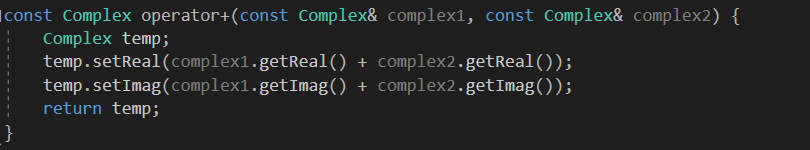 const Complex operator+(const Complex& complex1, const Complex& complex2) {
    Complex temp;
    temp.setReal(complex1.getReal() + complex2.getReal());
    temp.setImag(complex1.getImag() + complex2.getImag());
    return temp;
}